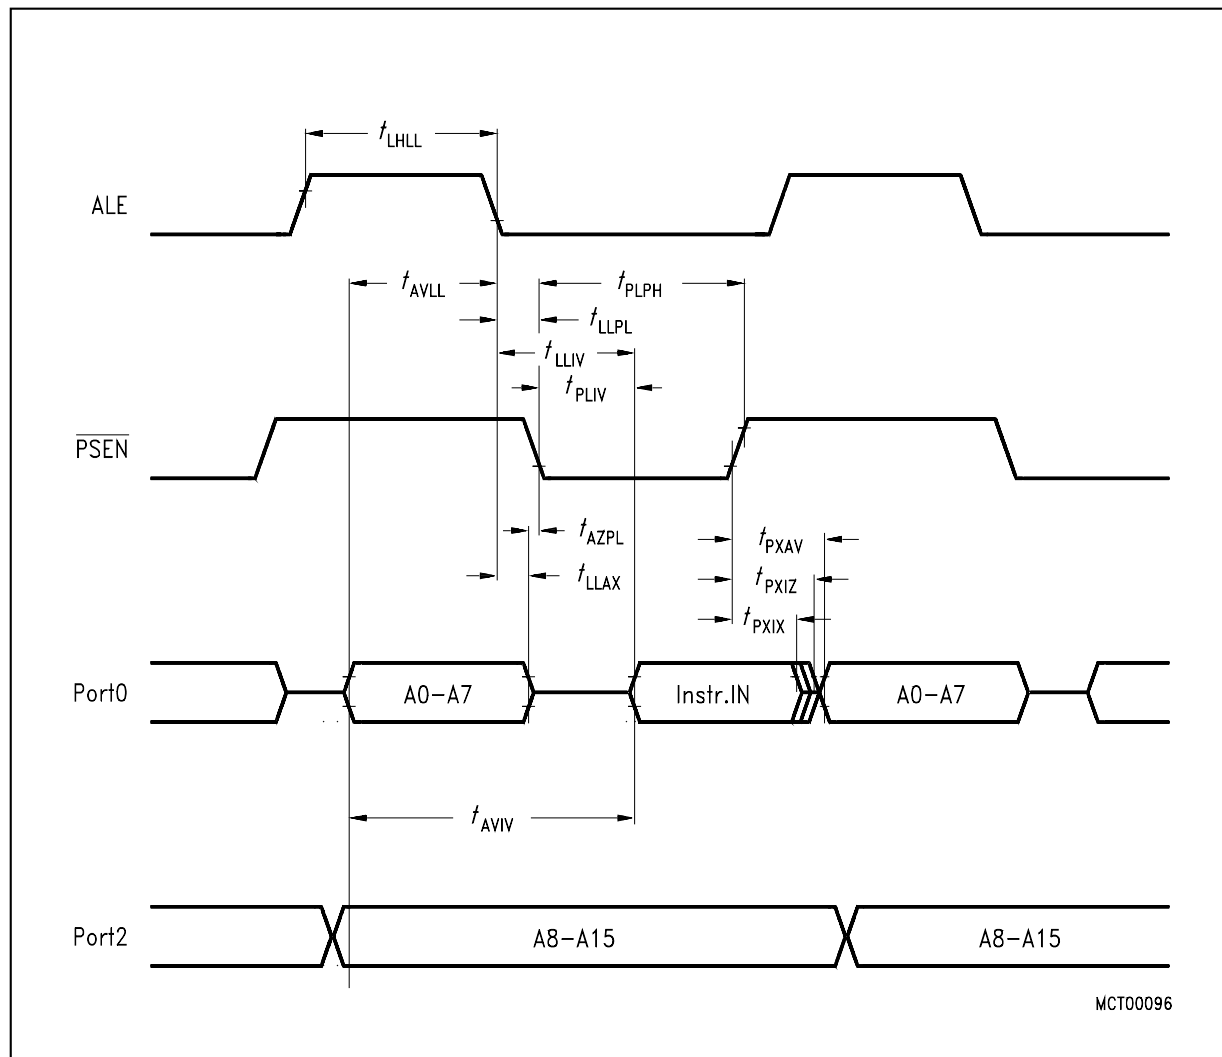 tLHLL
ALE
tAVLL tPLPH
tLLPL
tLLIV
tPLIV
PSEN
tAZPL tPXAV
tLLAX tPXIZ
tPXIX
Port0 A0-A7 Instr.IN A0-A7
tAVIV
Port2 A8-A15 A8-A15
MCT00096